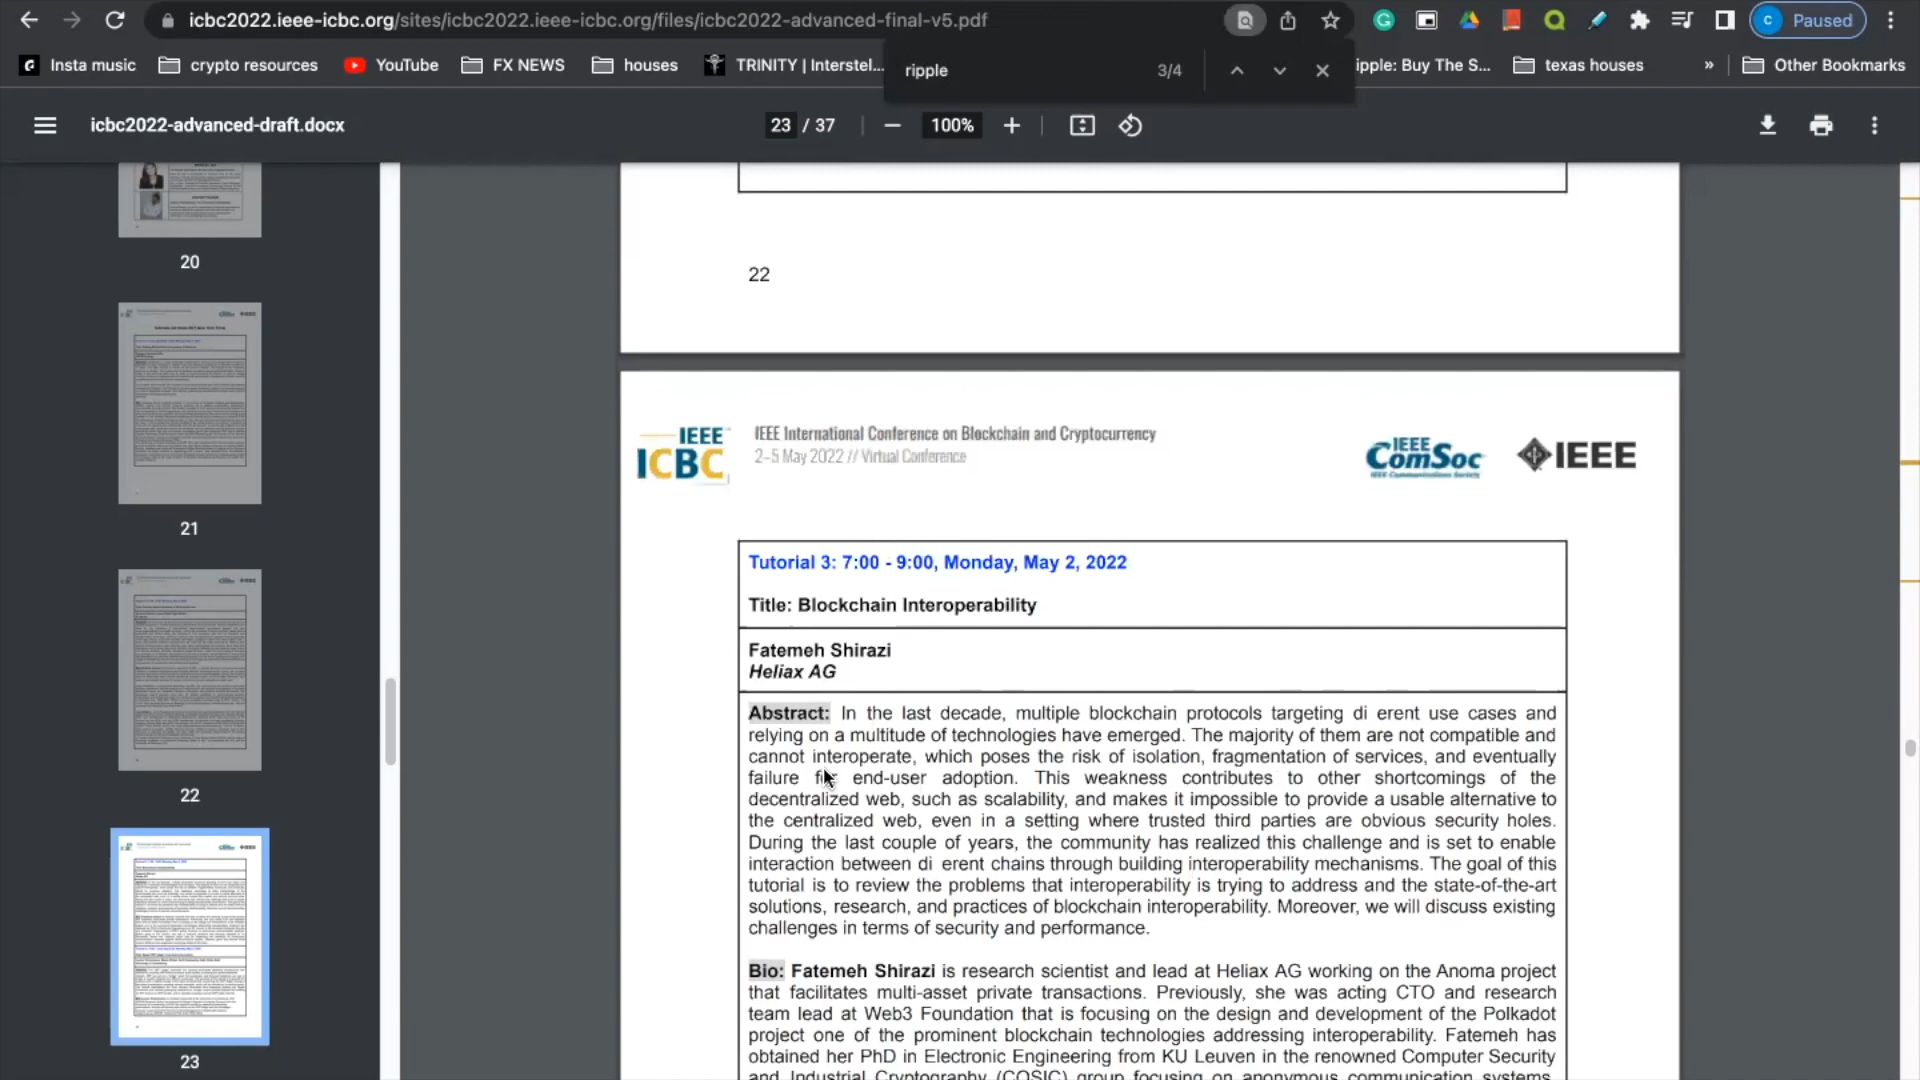 icbc2022.ieee-icbc.org/sites/icbc2022.ieee-icbc.org/files/icbc2022-advanced-final-v5.pdf
C Paused
Insta music
crypto resources
YouTube
FX NEWS
houses
TRINITY | Interstel...
ripple 3/4
ipple: Buy The S...
texas houses
»
Other Bookmarks
icbc2022-advanced-draft.docx
23 / 37
100%
20
21
22
23
22
IEEE
ICBC
IEEE International Conference on Blockchain and Cryptocurrency
2–5 May 2022 // Virtual Conference
IEEE
ComSoc
IEEE Communications Society
IEEE
Tutorial 3: 7:00 - 9:00, Monday, May 2, 2022
Title: Blockchain Interoperability
Fatemeh Shirazi
Heliax AG
Abstract: In the last decade, multiple blockchain protocols targeting di erent use cases and
relying on a multitude of technologies have emerged. The majority of them are not compatible and
cannot interoperate, which poses the risk of isolation, fragmentation of services, and eventually
failure for end-user adoption. This weakness contributes to other shortcomings of the
decentralized web, such as scalability, and makes it impossible to provide a usable alternative to
the centralized web, even in a setting where trusted third parties are obvious security holes.
During the last couple of years, the community has realized this challenge and is set to enable
interaction between di erent chains through building interoperability mechanisms. The goal of this
tutorial is to review the problems that interoperability is trying to address and the state-of-the-art
solutions, research, and practices of blockchain interoperability. Moreover, we will discuss existing
challenges in terms of security and performance.
Bio: Fatemeh Shirazi is research scientist and lead at Heliax AG working on the Anoma project
that facilitates multi-asset private transactions. Previously, she was acting CTO and research
team lead at Web3 Foundation that is focusing on the design and development of the Polkadot
project one of the prominent blockchain technologies addressing interoperability. Fatemeh has
obtained her PhD in Electronic Engineering from KU Leuven in the renowned Computer Security
and Industrial Cryptography (COSIC) group focusing on anonymous communication systems.